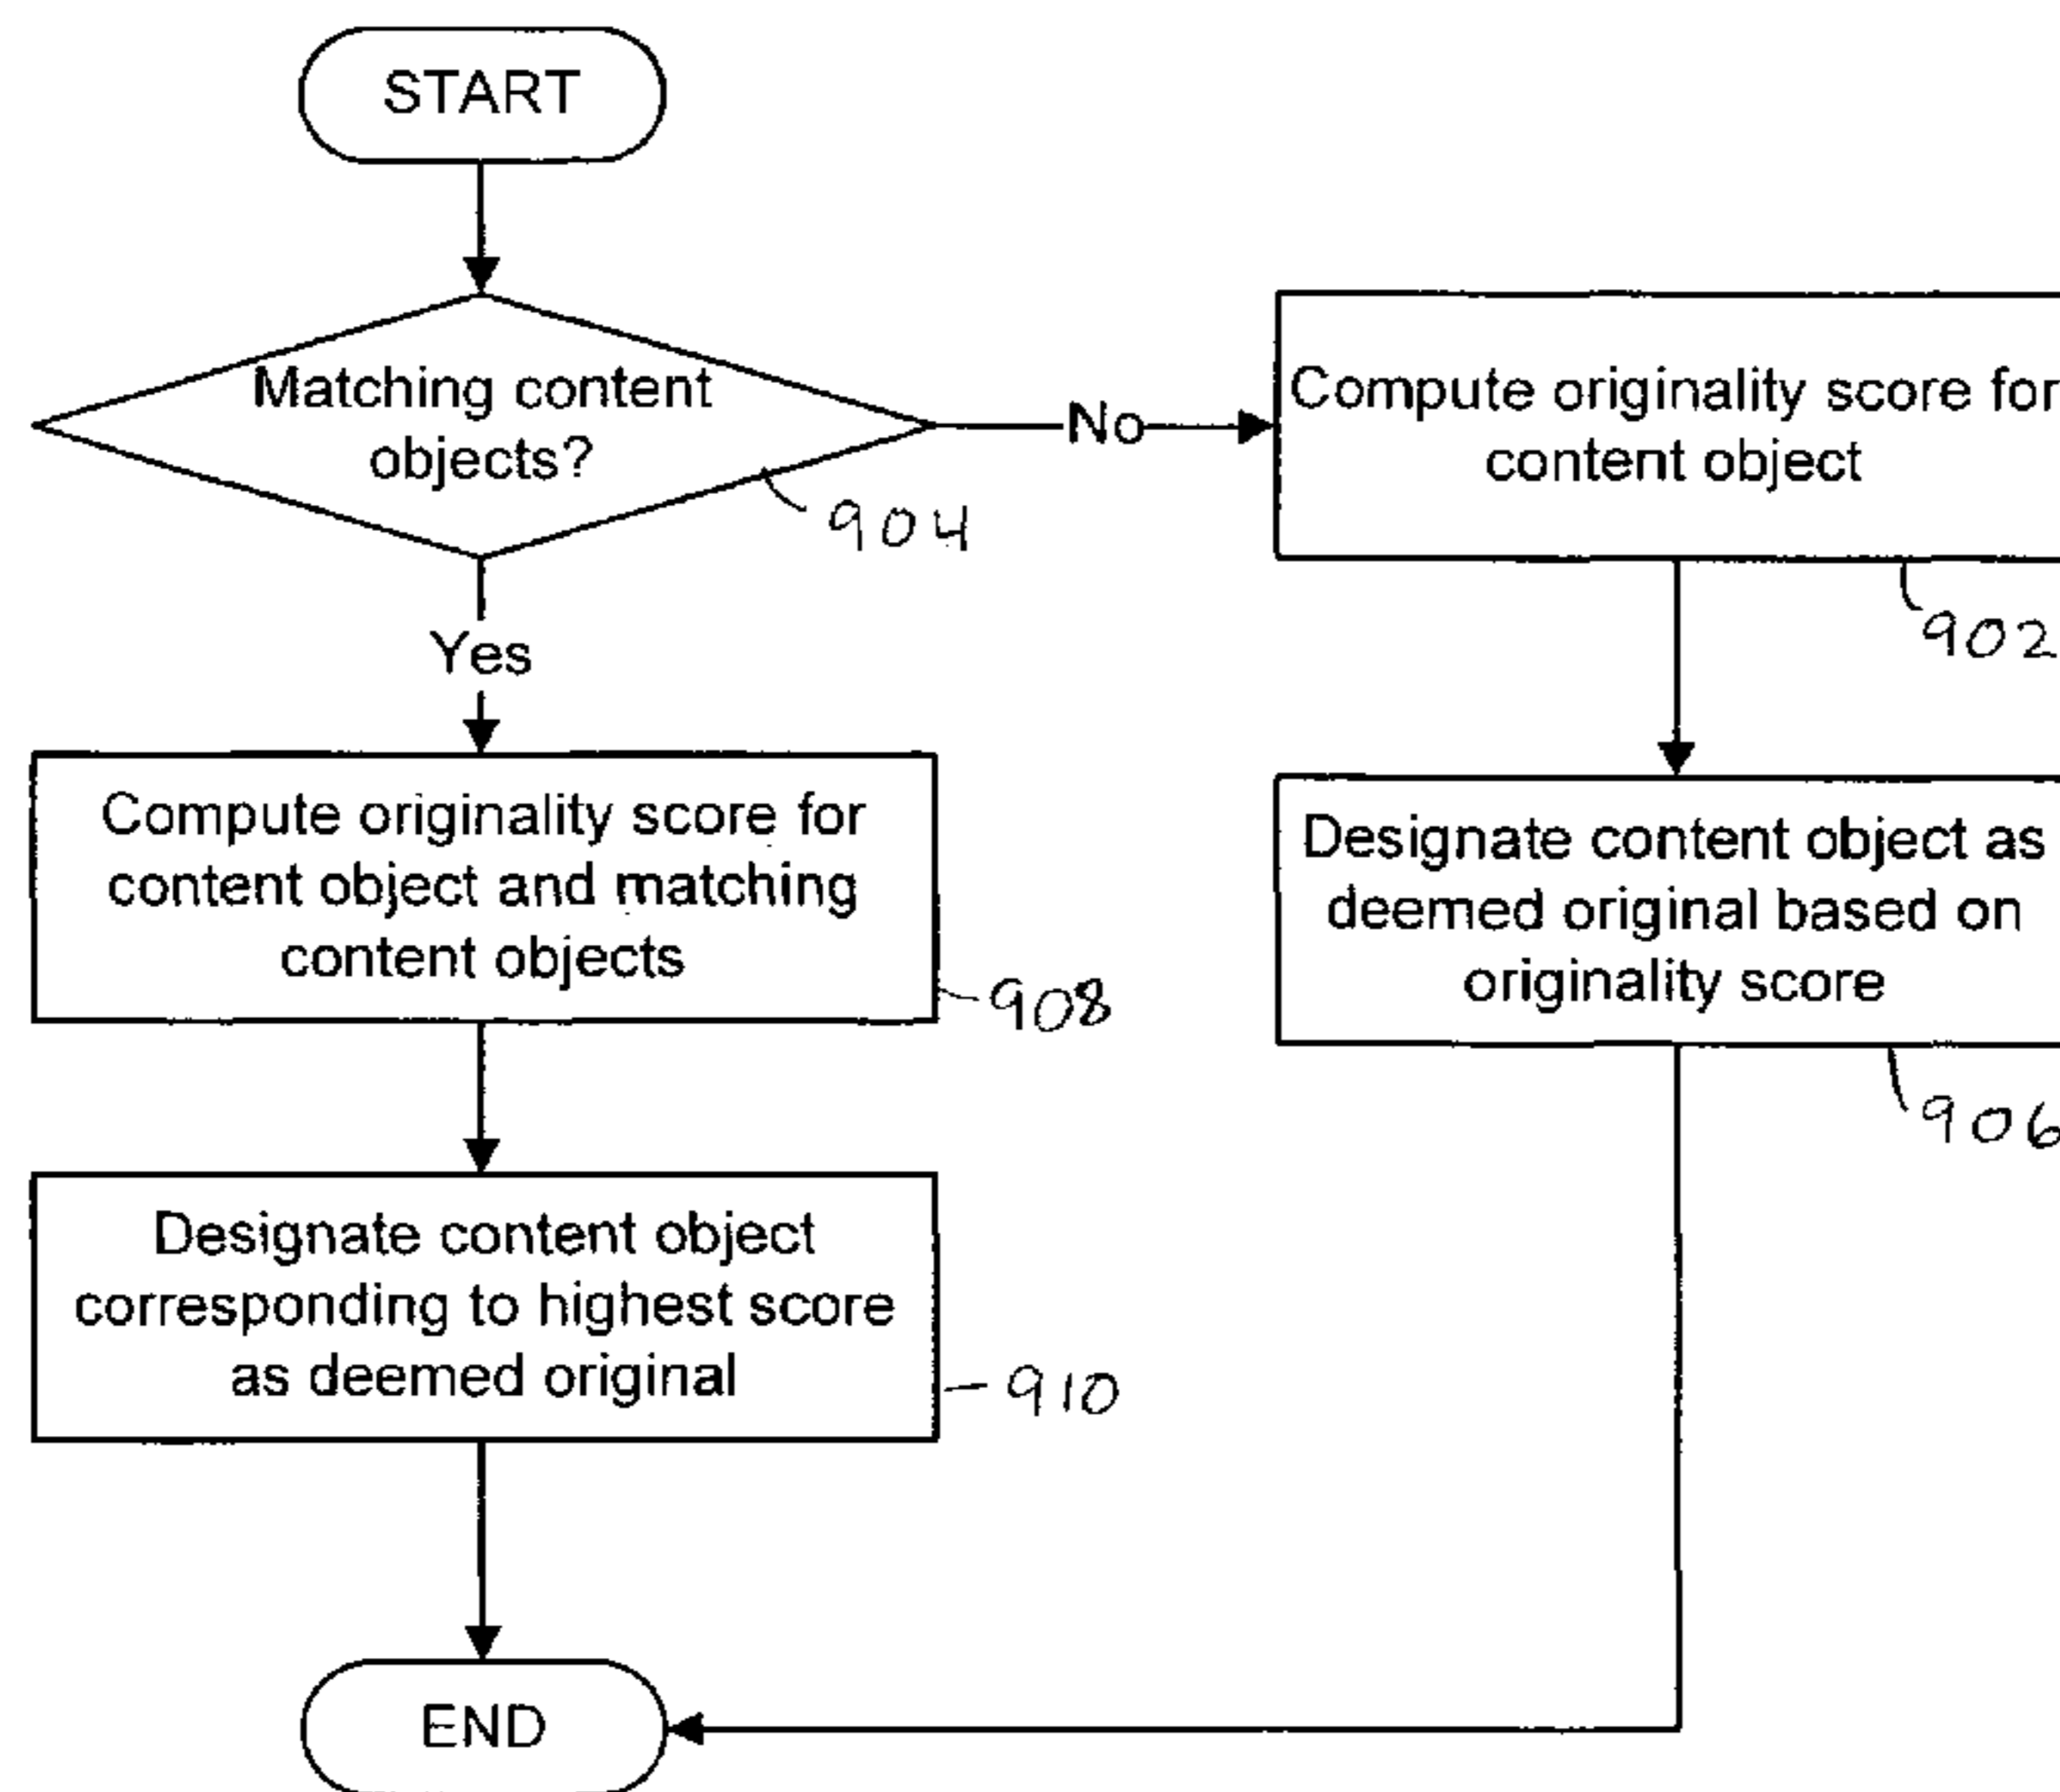 START
Matching content
objects?
904
No
Compute originality score for
content object
902
Yes
Compute originality score for
content object and matching
content objects
908
Designate content object as
deemed original based on
originality score
906
Designate content object
corresponding to highest score
as deemed original
910
END